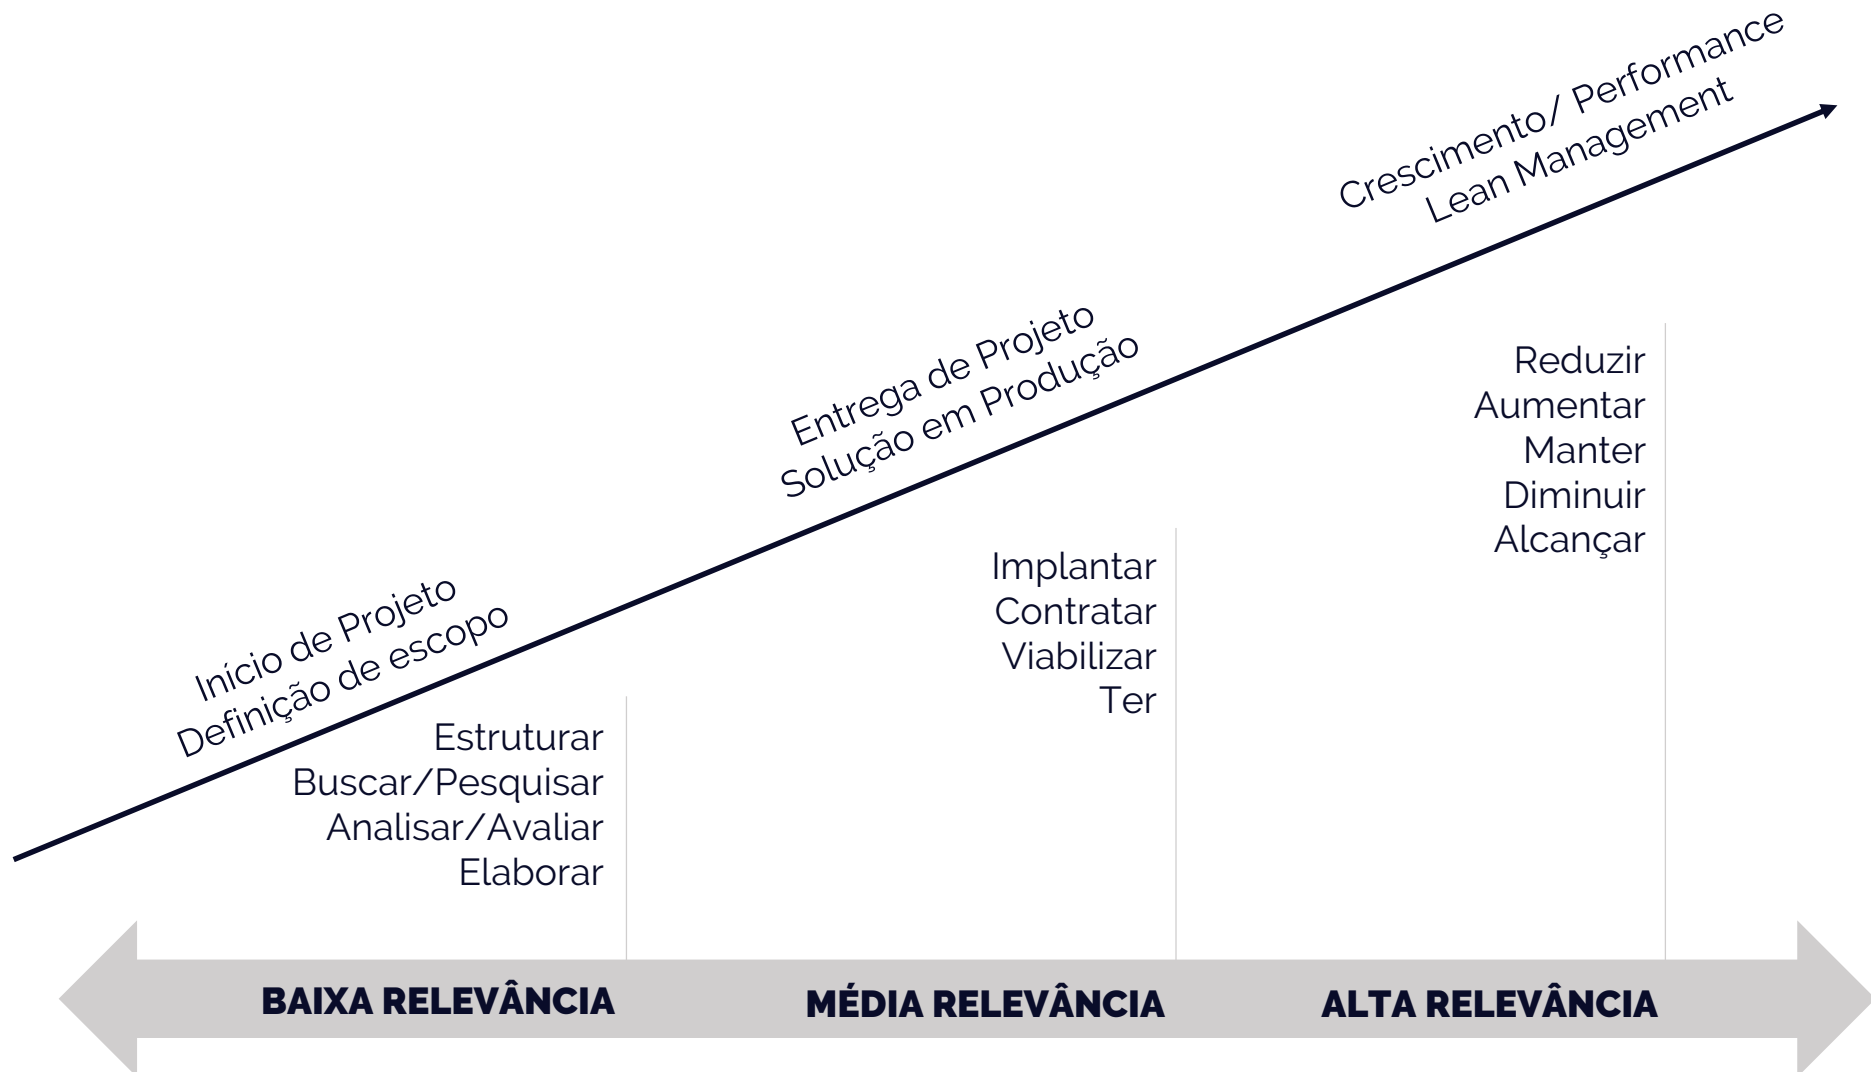 Crescimento/ Performance
Lean Management
Entrega de Projeto
Solução em Produção
Início de Projeto
Definição de escopo
Reduzir
Aumentar
Manter
Diminuir
Alcançar
Implantar
Contratar
Viabilizar
Ter
Estruturar
Buscar/Pesquisar
Analisar/Avaliar
Elaborar
BAIXA RELEVÂNCIA
MÉDIA RELEVÂNCIA
ALTA RELEVÂNCIA